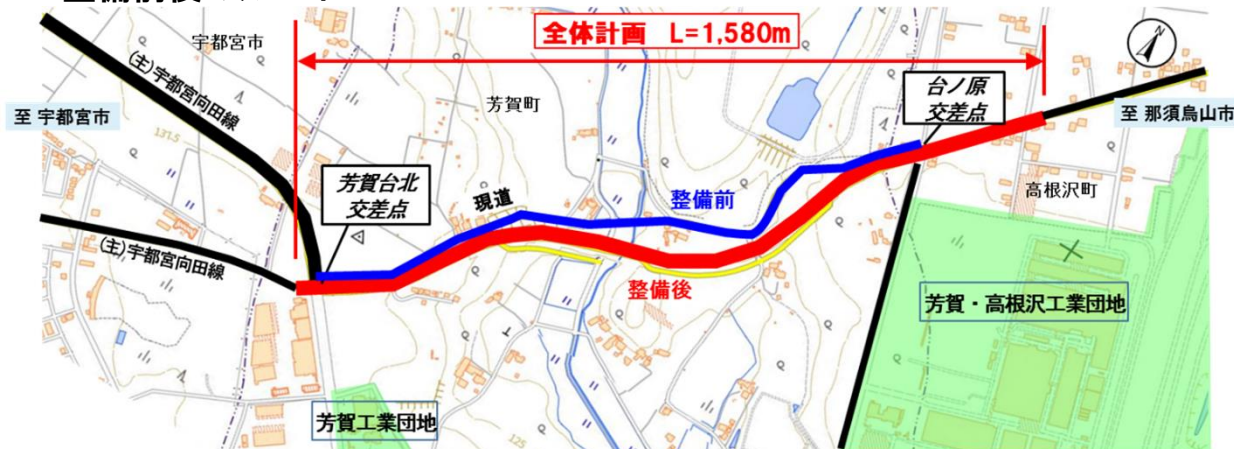 全体計画 L=1,580m
宇都宮市
(主)宇都宮向田線
芳賀町
台ノ原
交差点
至 宇都宮市
至 那須烏山市
137.5
芳賀台北
交差点
現道
整備前
高根沢町
(主)宇都宮向田線
整備後
芳賀・高根沢工業団地
芳賀工業団地
125